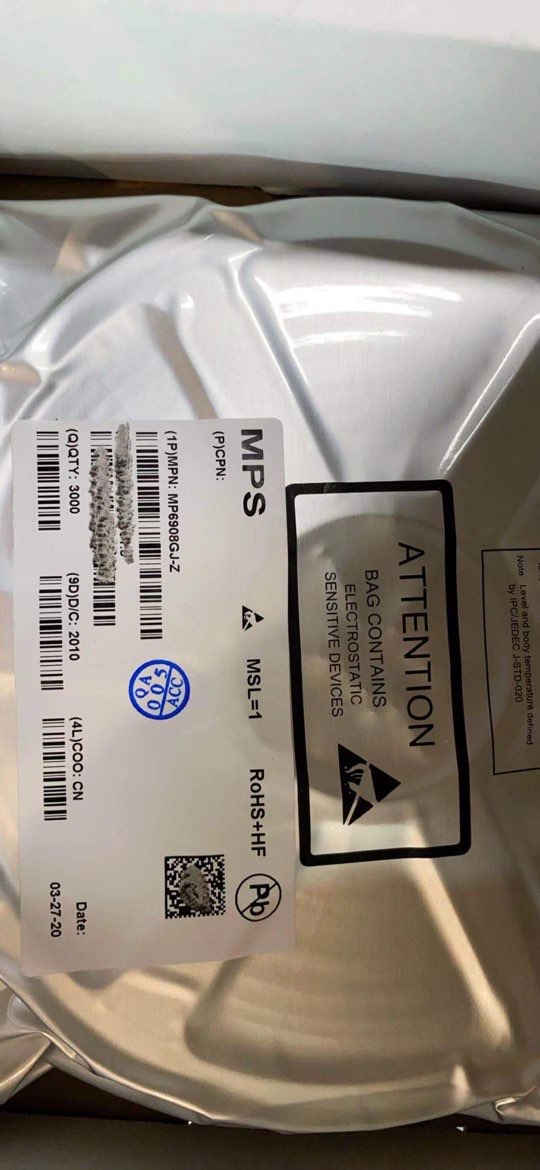 Note: Level and body temperature defined
by IPC/JEDEC J-STD-020
ATTENTION
BAG CONTAINS
ELECTROSTATIC
SENSITIVE DEVICES
MPS MSL=1 RoHS+HF Pb
(P)CPN:
(1P)MPN: MP6908GJ-Z
(Q)QTY: 3000 (9D)D/C: 2010 (4L)COO: CN Date:
03-27-20
ACC
OQA